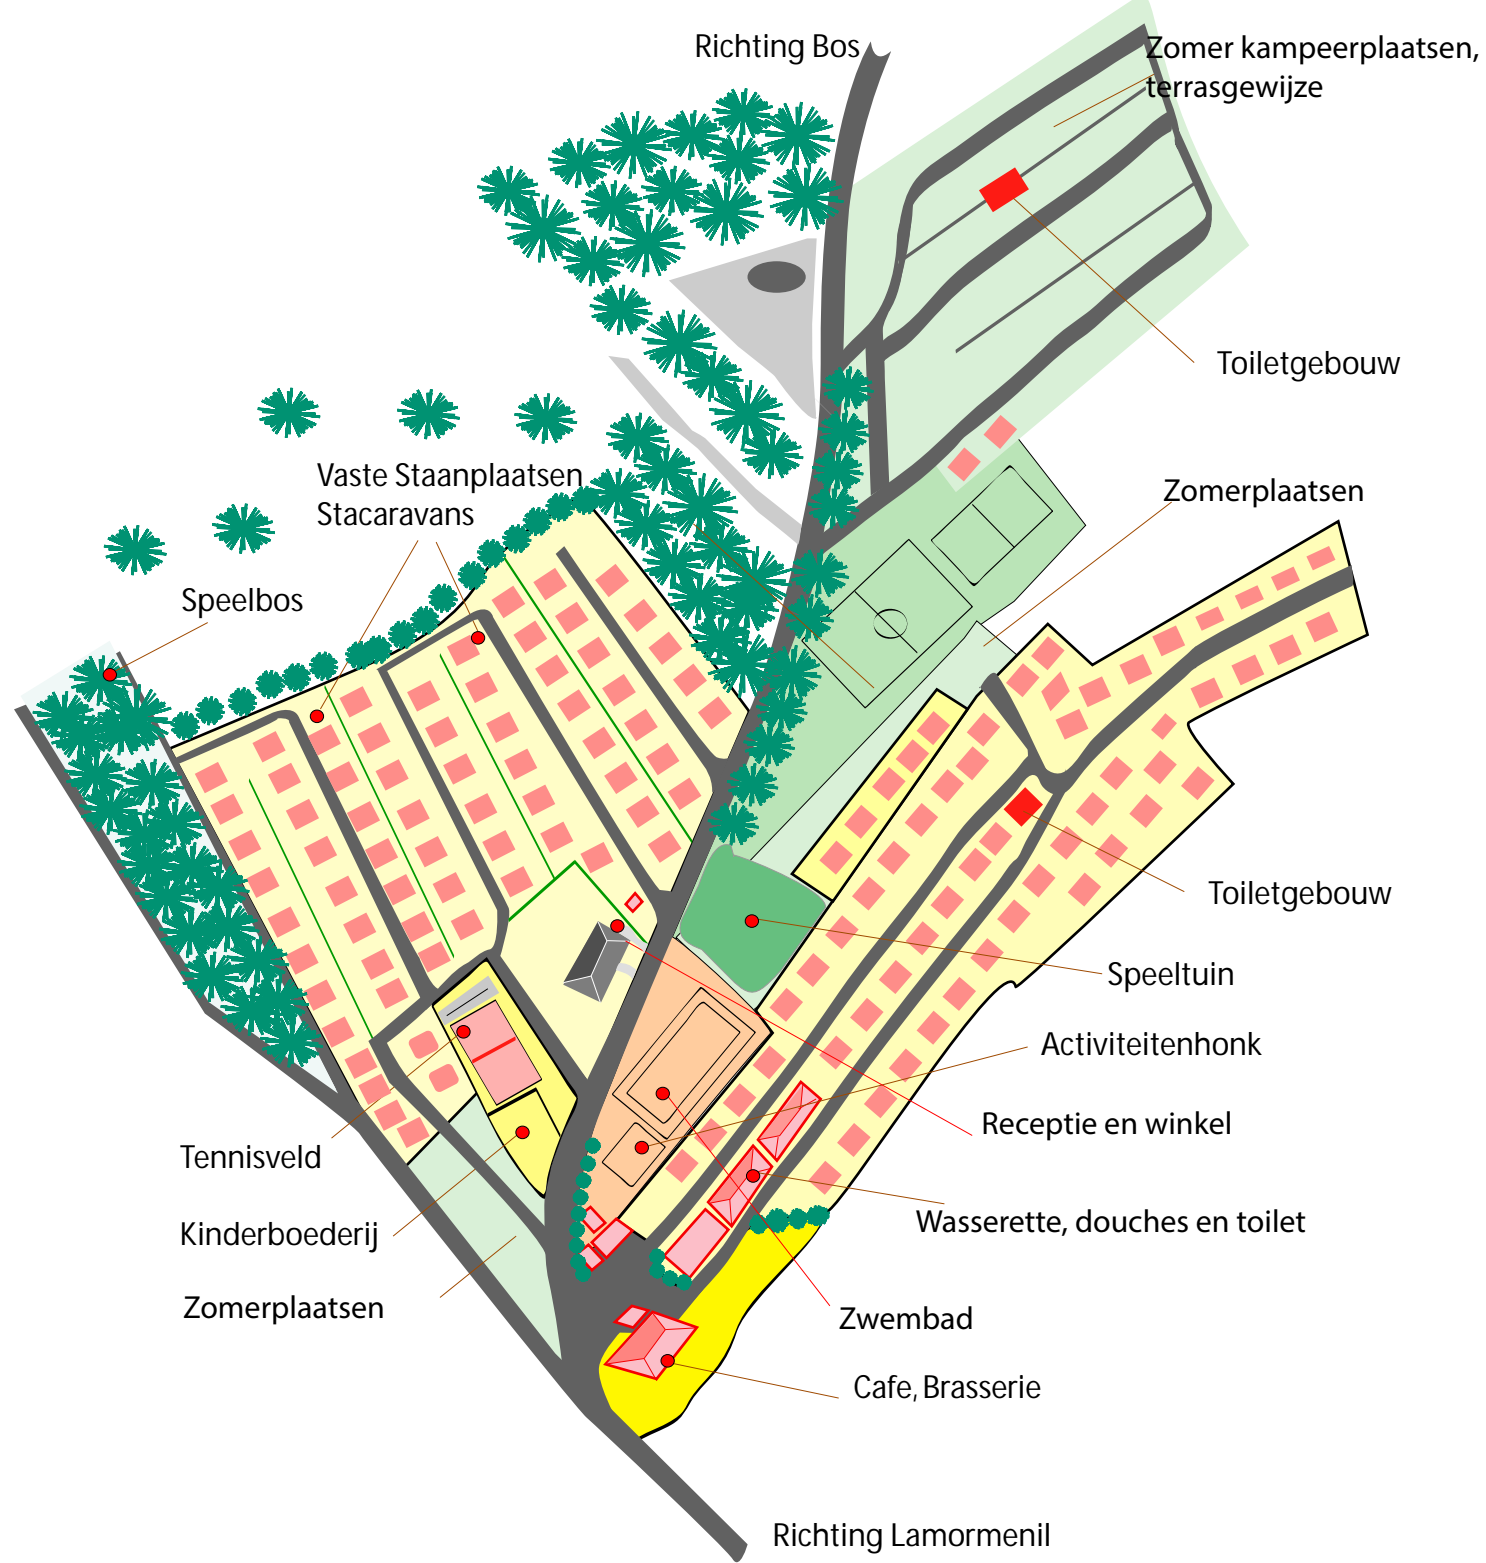 Richting Bos
Zomer kampeerplaatsen,
terrasgewijze
Toiletgebouw
Vaste Staanplaatsen
Stacaravans
Zomerplaatsen
Speelbos
Toiletgebouw
Speeltuin
Activiteitenhonk
Receptie en winkel
Tennisveld
Wasserette, douches en toilet
Kinderboederij
Zomerplaatsen
Zwembad
Cafe, Brasserie
Richting Lamormenil